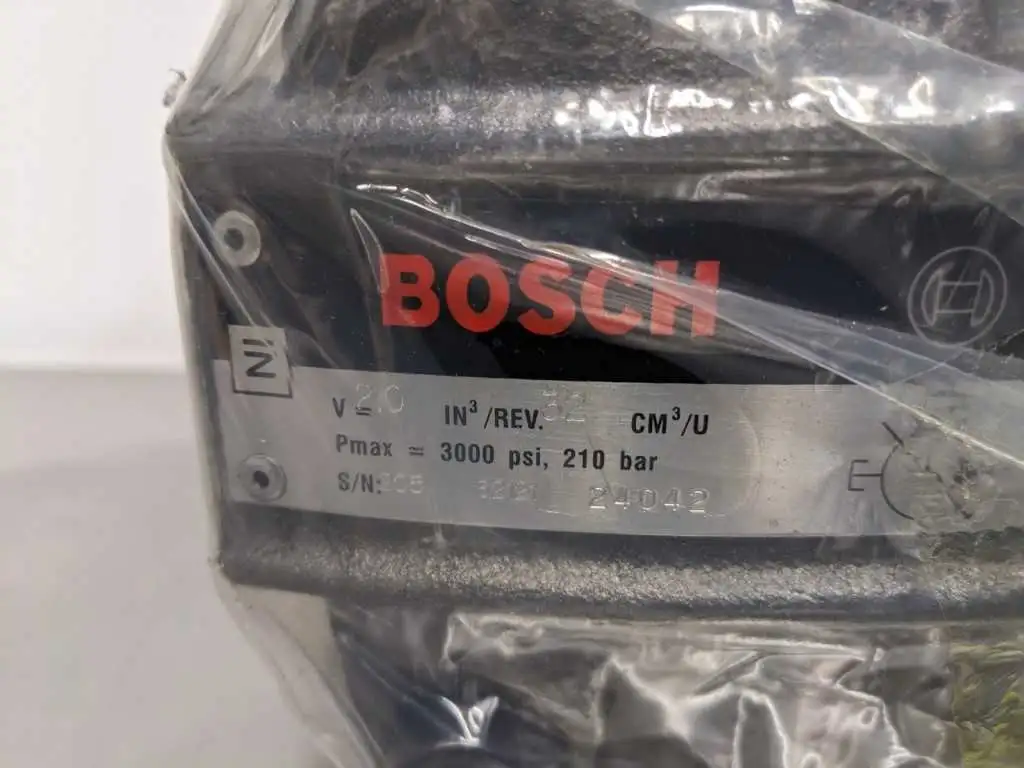 BOSCH
V = 2.0 IN³/REV. 32 CM³/U
Pmax = 3000 psi, 210 bar
S/N: 24042